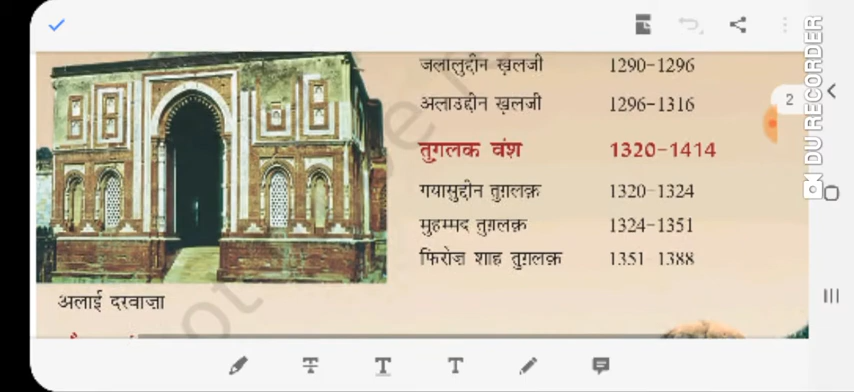 जलालुद्दीन ख़लजी 1290–1296
अलाउद्दीन ख़लजी 1296–1316
तुग़लक वंश 1320–1414
गयासुद्दीन तुग़लक़ 1320–1324
मुहम्मद तुग़लक़ 1324–1351
फ़िरोज़ शाह तुग़लक़ 1351–1388
अलाई दरवाज़ा
2
DU RECORDER
T
T
T